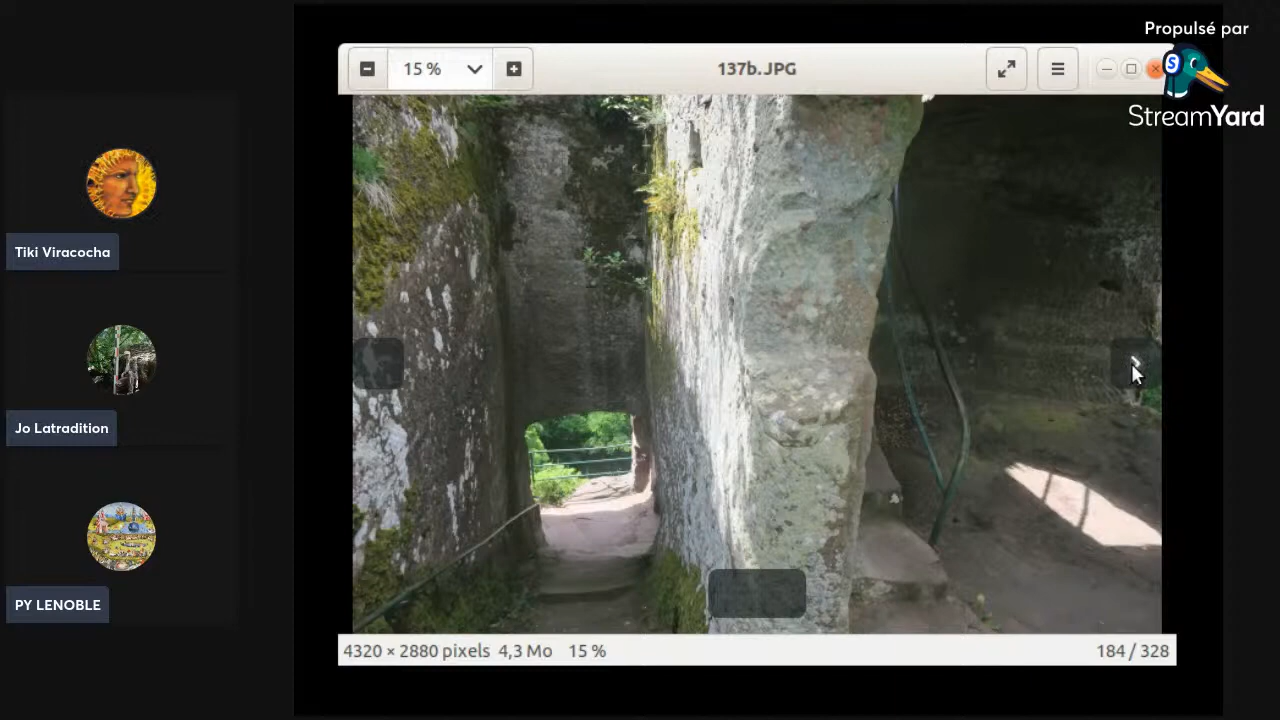 Propulsé par
StreamYard
15 %
137b.JPG
Tiki Viracocha
Jo Latradition
PY LENOBLE
4320 × 2880 pixels 4,3 Mo 15 %
184 / 328